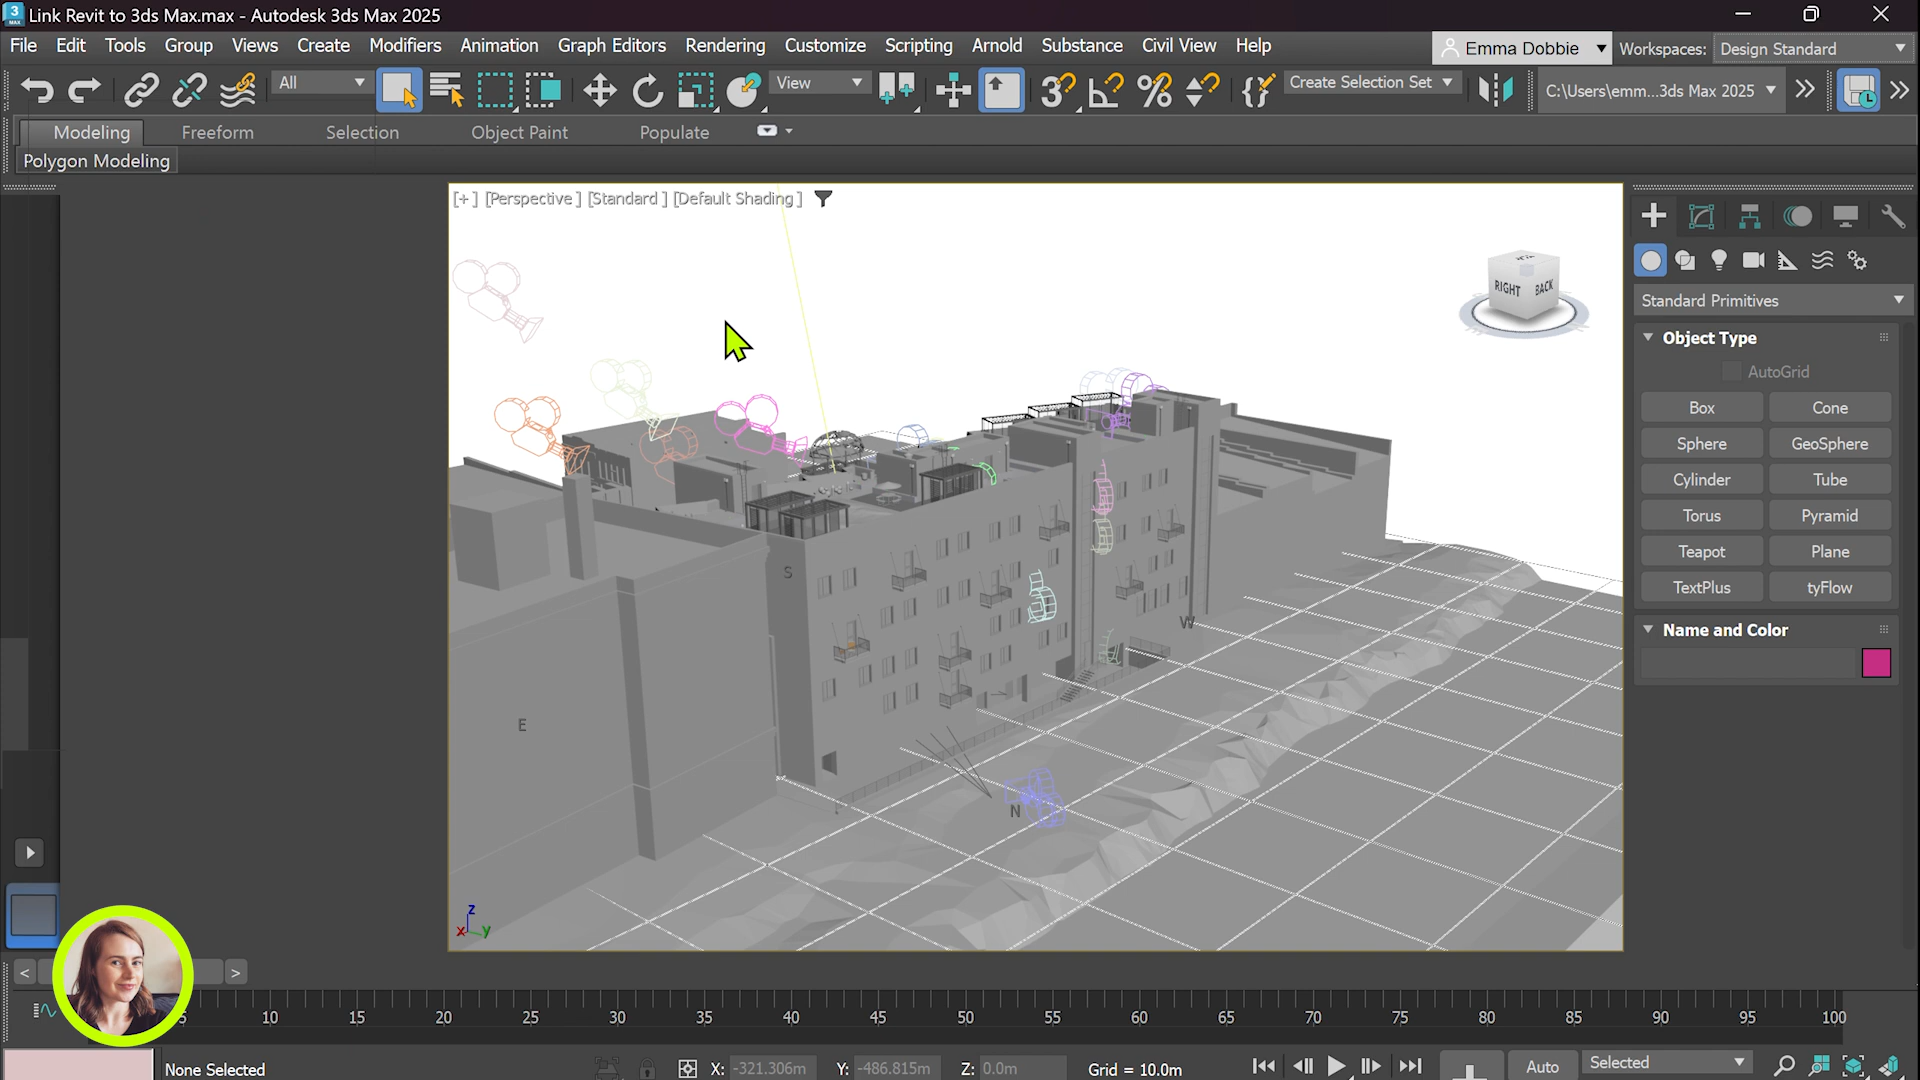 3 MAX Link Revit to 3ds Max.max - Autodesk 3ds Max 2025
File Edit Tools Group Views Create Modifiers Animation Graph Editors Rendering Customize Scripting Arnold Substance Civil View Help Emma Dobbie Workspaces: Design Standard
All View 3 Create Selection Set C:\Users\emm...3ds Max 2025
Modeling Freeform Selection Object Paint Populate
Polygon Modeling
[+] [Perspective] [Standard] [Default Shading]
RIGHT BACK
Standard Primitives
Object Type
AutoGrid
Box Cone
Sphere GeoSphere
Cylinder Tube
Torus Pyramid
Teapot Plane
TextPlus tyFlow
Name and Color
S
W
E
N
z
x y
< >
5 10 15 20 25 30 35 40 45 50 55 60 65 70 75 80 85 90 95 100
None Selected X: -321.306m Y: -486.815m Z: 0.0m Grid = 10.0m Auto Selected